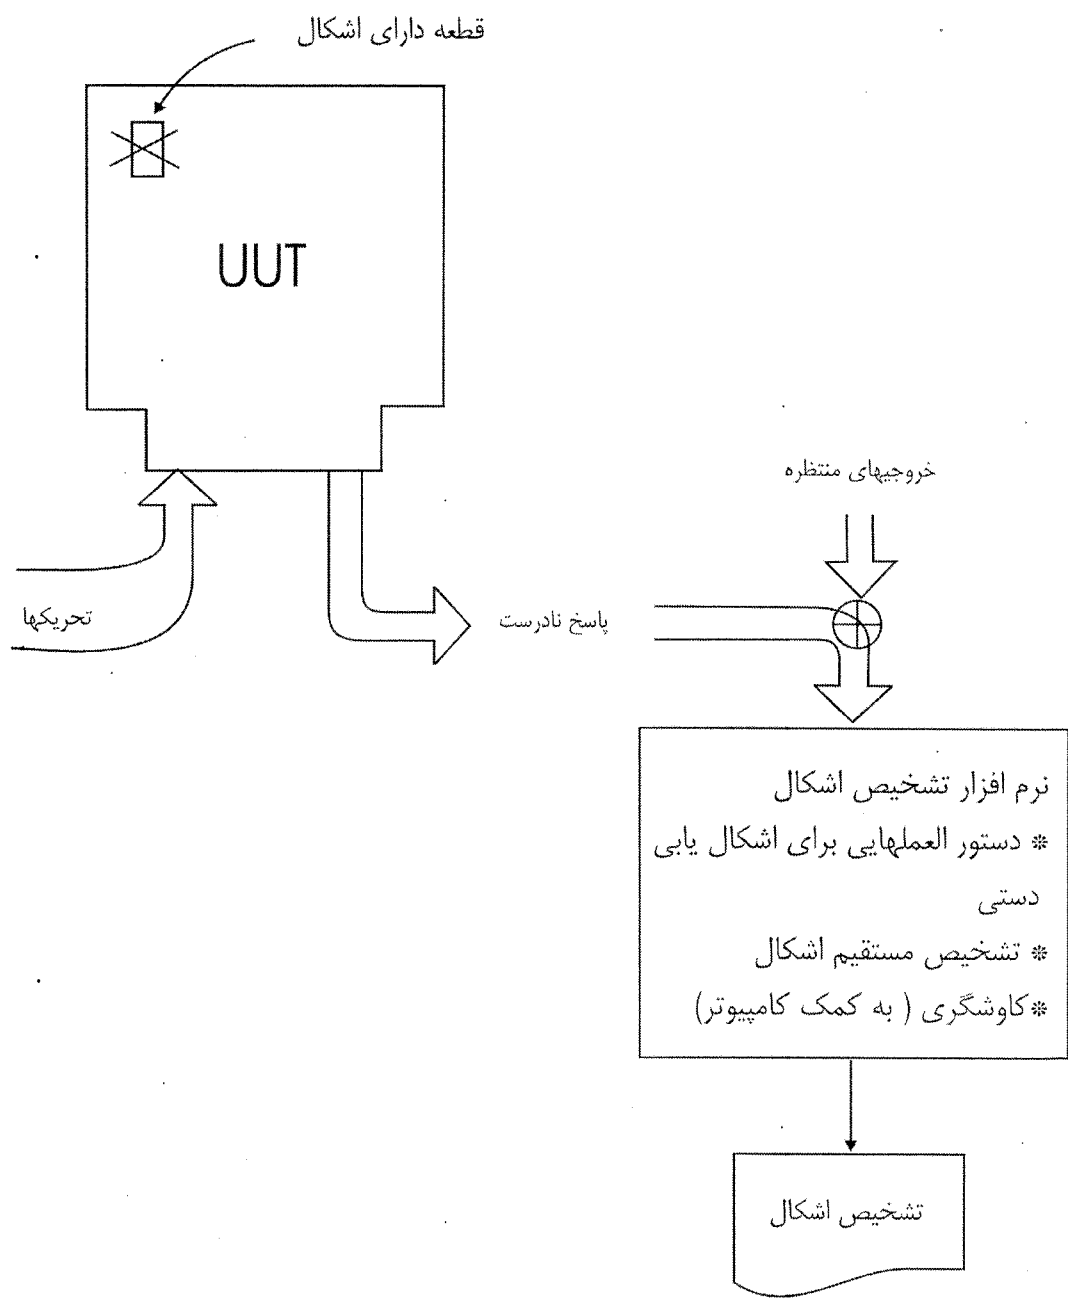 قطعه دارای اشکال
UUT
خروجیهای منتظره
تحریکها
پاسخ نادرست
نرم افزار تشخیص اشکال
❊ دستور العملهایی برای اشکال یابی
دستی
❊ تشخیص مستقیم اشکال
❊کاوشگری ( به کمک کامپیوتر)
تشخیص اشکال